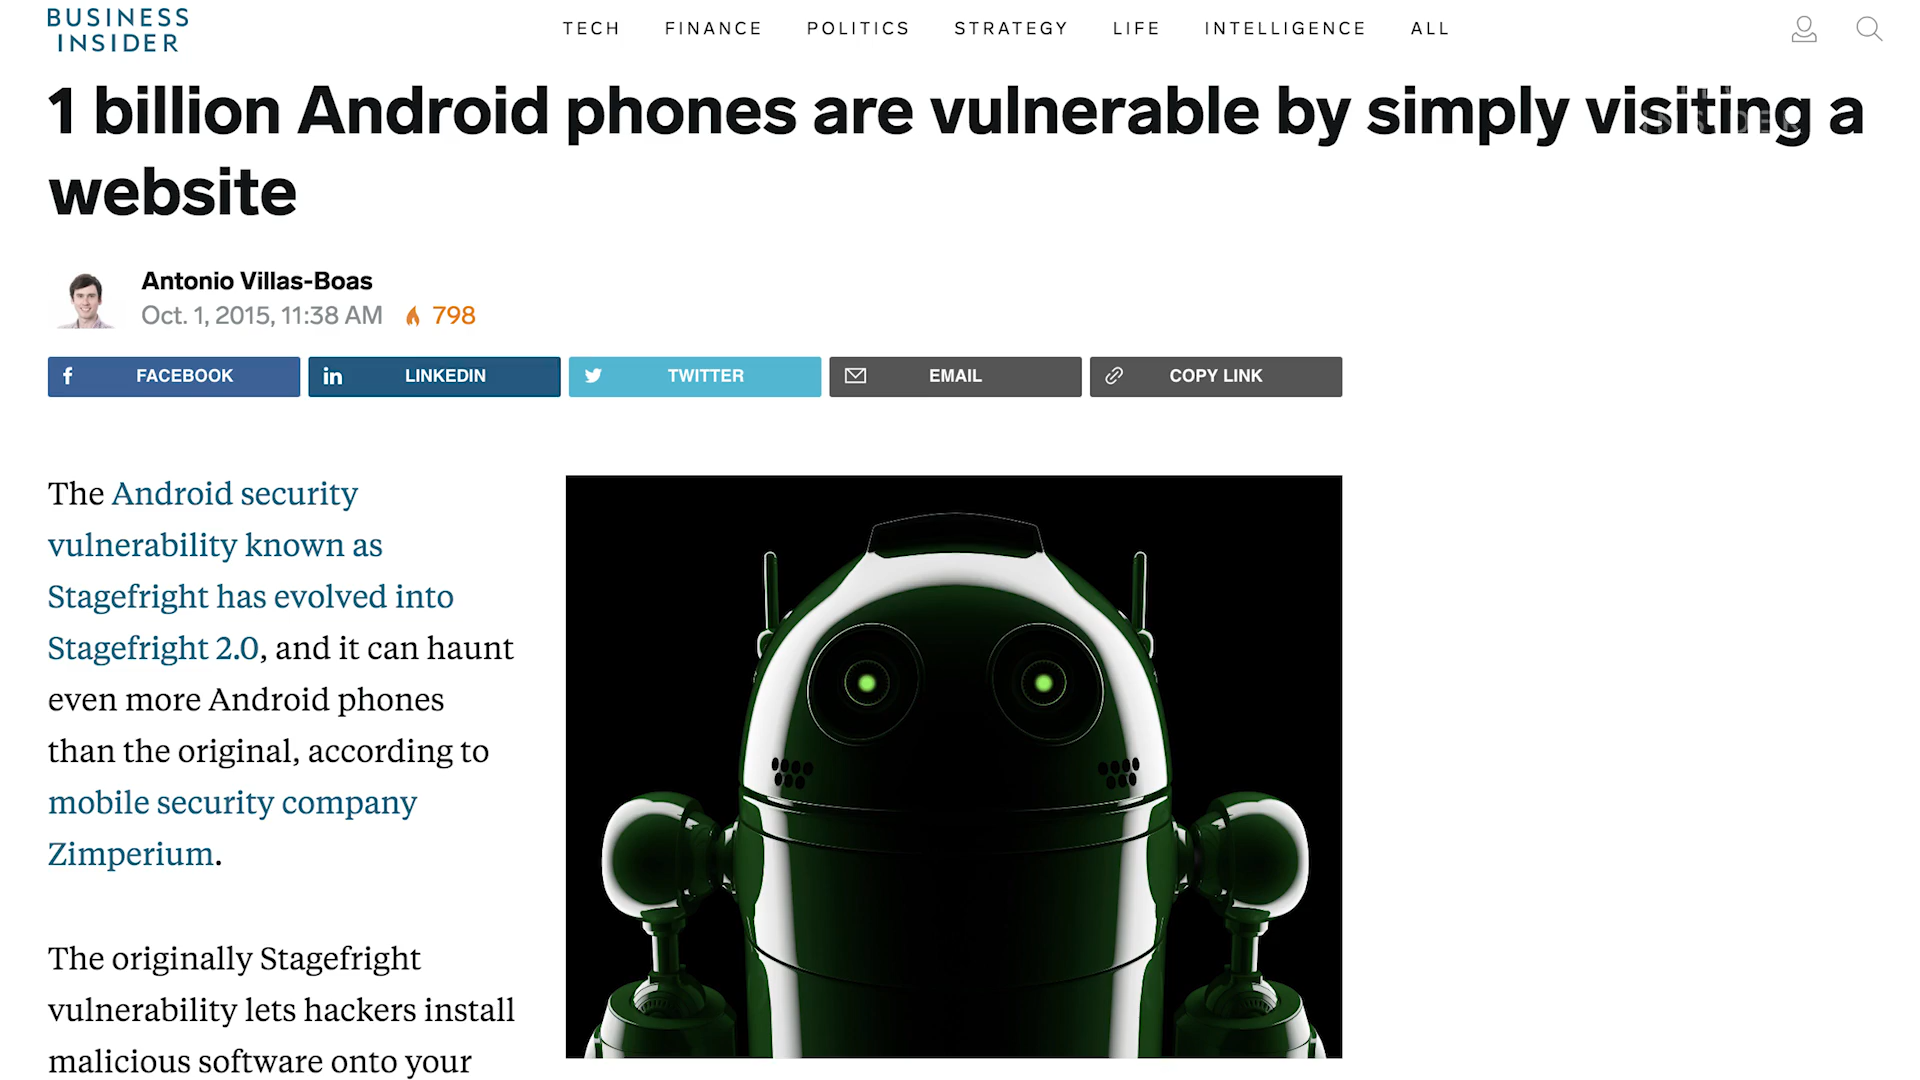 BUSINESS
INSIDER
TECH FINANCE POLITICS STRATEGY LIFE INTELLIGENCE ALL
1 billion Android phones are vulnerable by simply visiting a
website
Antonio Villas-Boas
Oct. 1, 2015, 11:38 AM 798
FACEBOOK LINKEDIN TWITTER EMAIL COPY LINK
The Android security
vulnerability known as
Stagefright has evolved into
Stagefright 2.0, and it can haunt
even more Android phones
than the original, according to
mobile security company
Zimperium.
The originally Stagefright
vulnerability lets hackers install
malicious software onto your